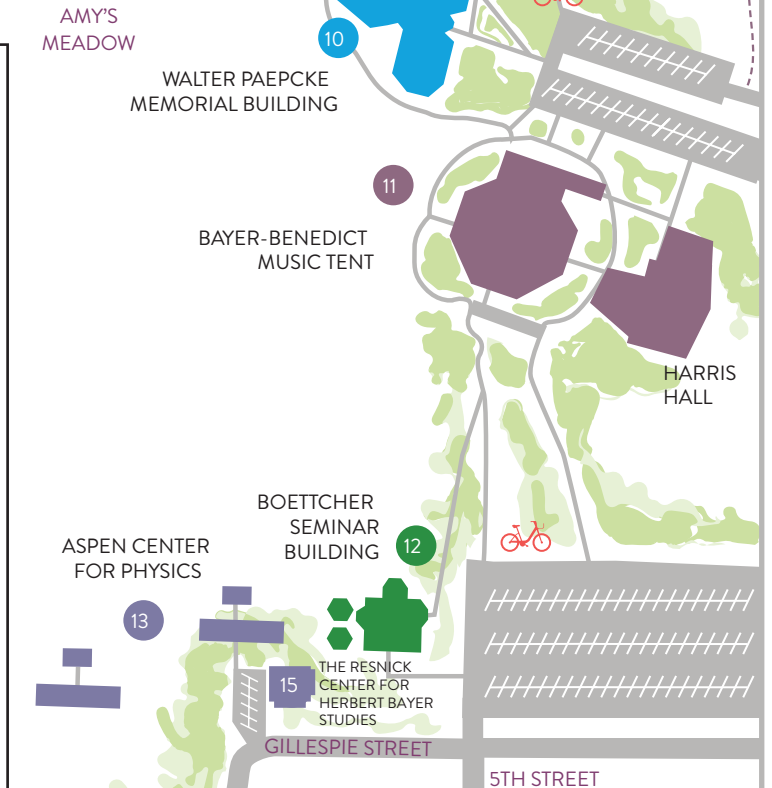 AMY'S
MEADOW
10
WALTER PAEPCKE
MEMORIAL BUILDING
11
BAYER-BENEDICT
MUSIC TENT
HARRIS
HALL
BOETTCHER
SEMINAR
BUILDING
12
ASPEN CENTER
FOR PHYSICS
13
15
THE RESNICK
CENTER FOR
HERBERT BAYER
STUDIES
GILLESPIE STREET
5TH STREET